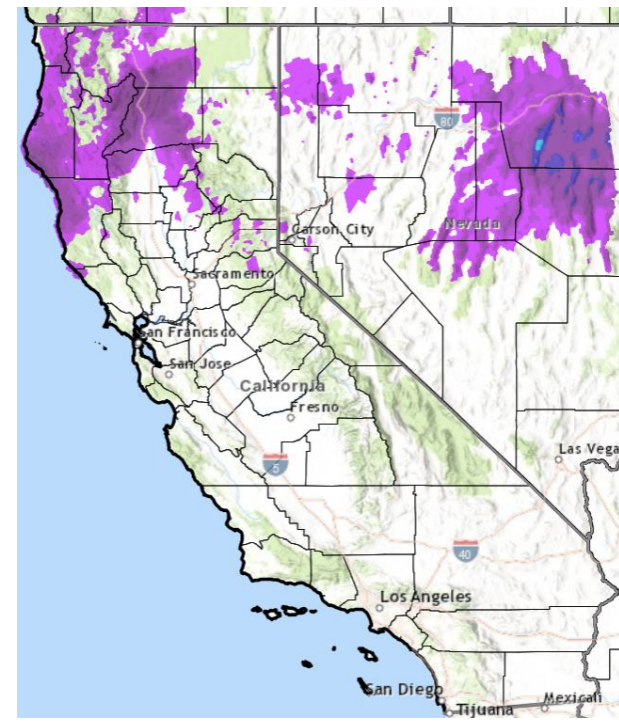 80
Carson City
Nevada
Sacramento
San Francisco
San Jose
California
Fresno
Las Vega
5
40
Los Angeles
San Diego
Tijuana
Mexicali